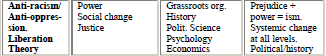 Anti-racism/
Anti-oppres-
sion.
Liberation
Theory
Power
Social change
Justice
Grassroots org.
History
Polit. Science
Psychology
Economics
Prejudice +
power = ism.
Systemic change
at all levels.
Political/history